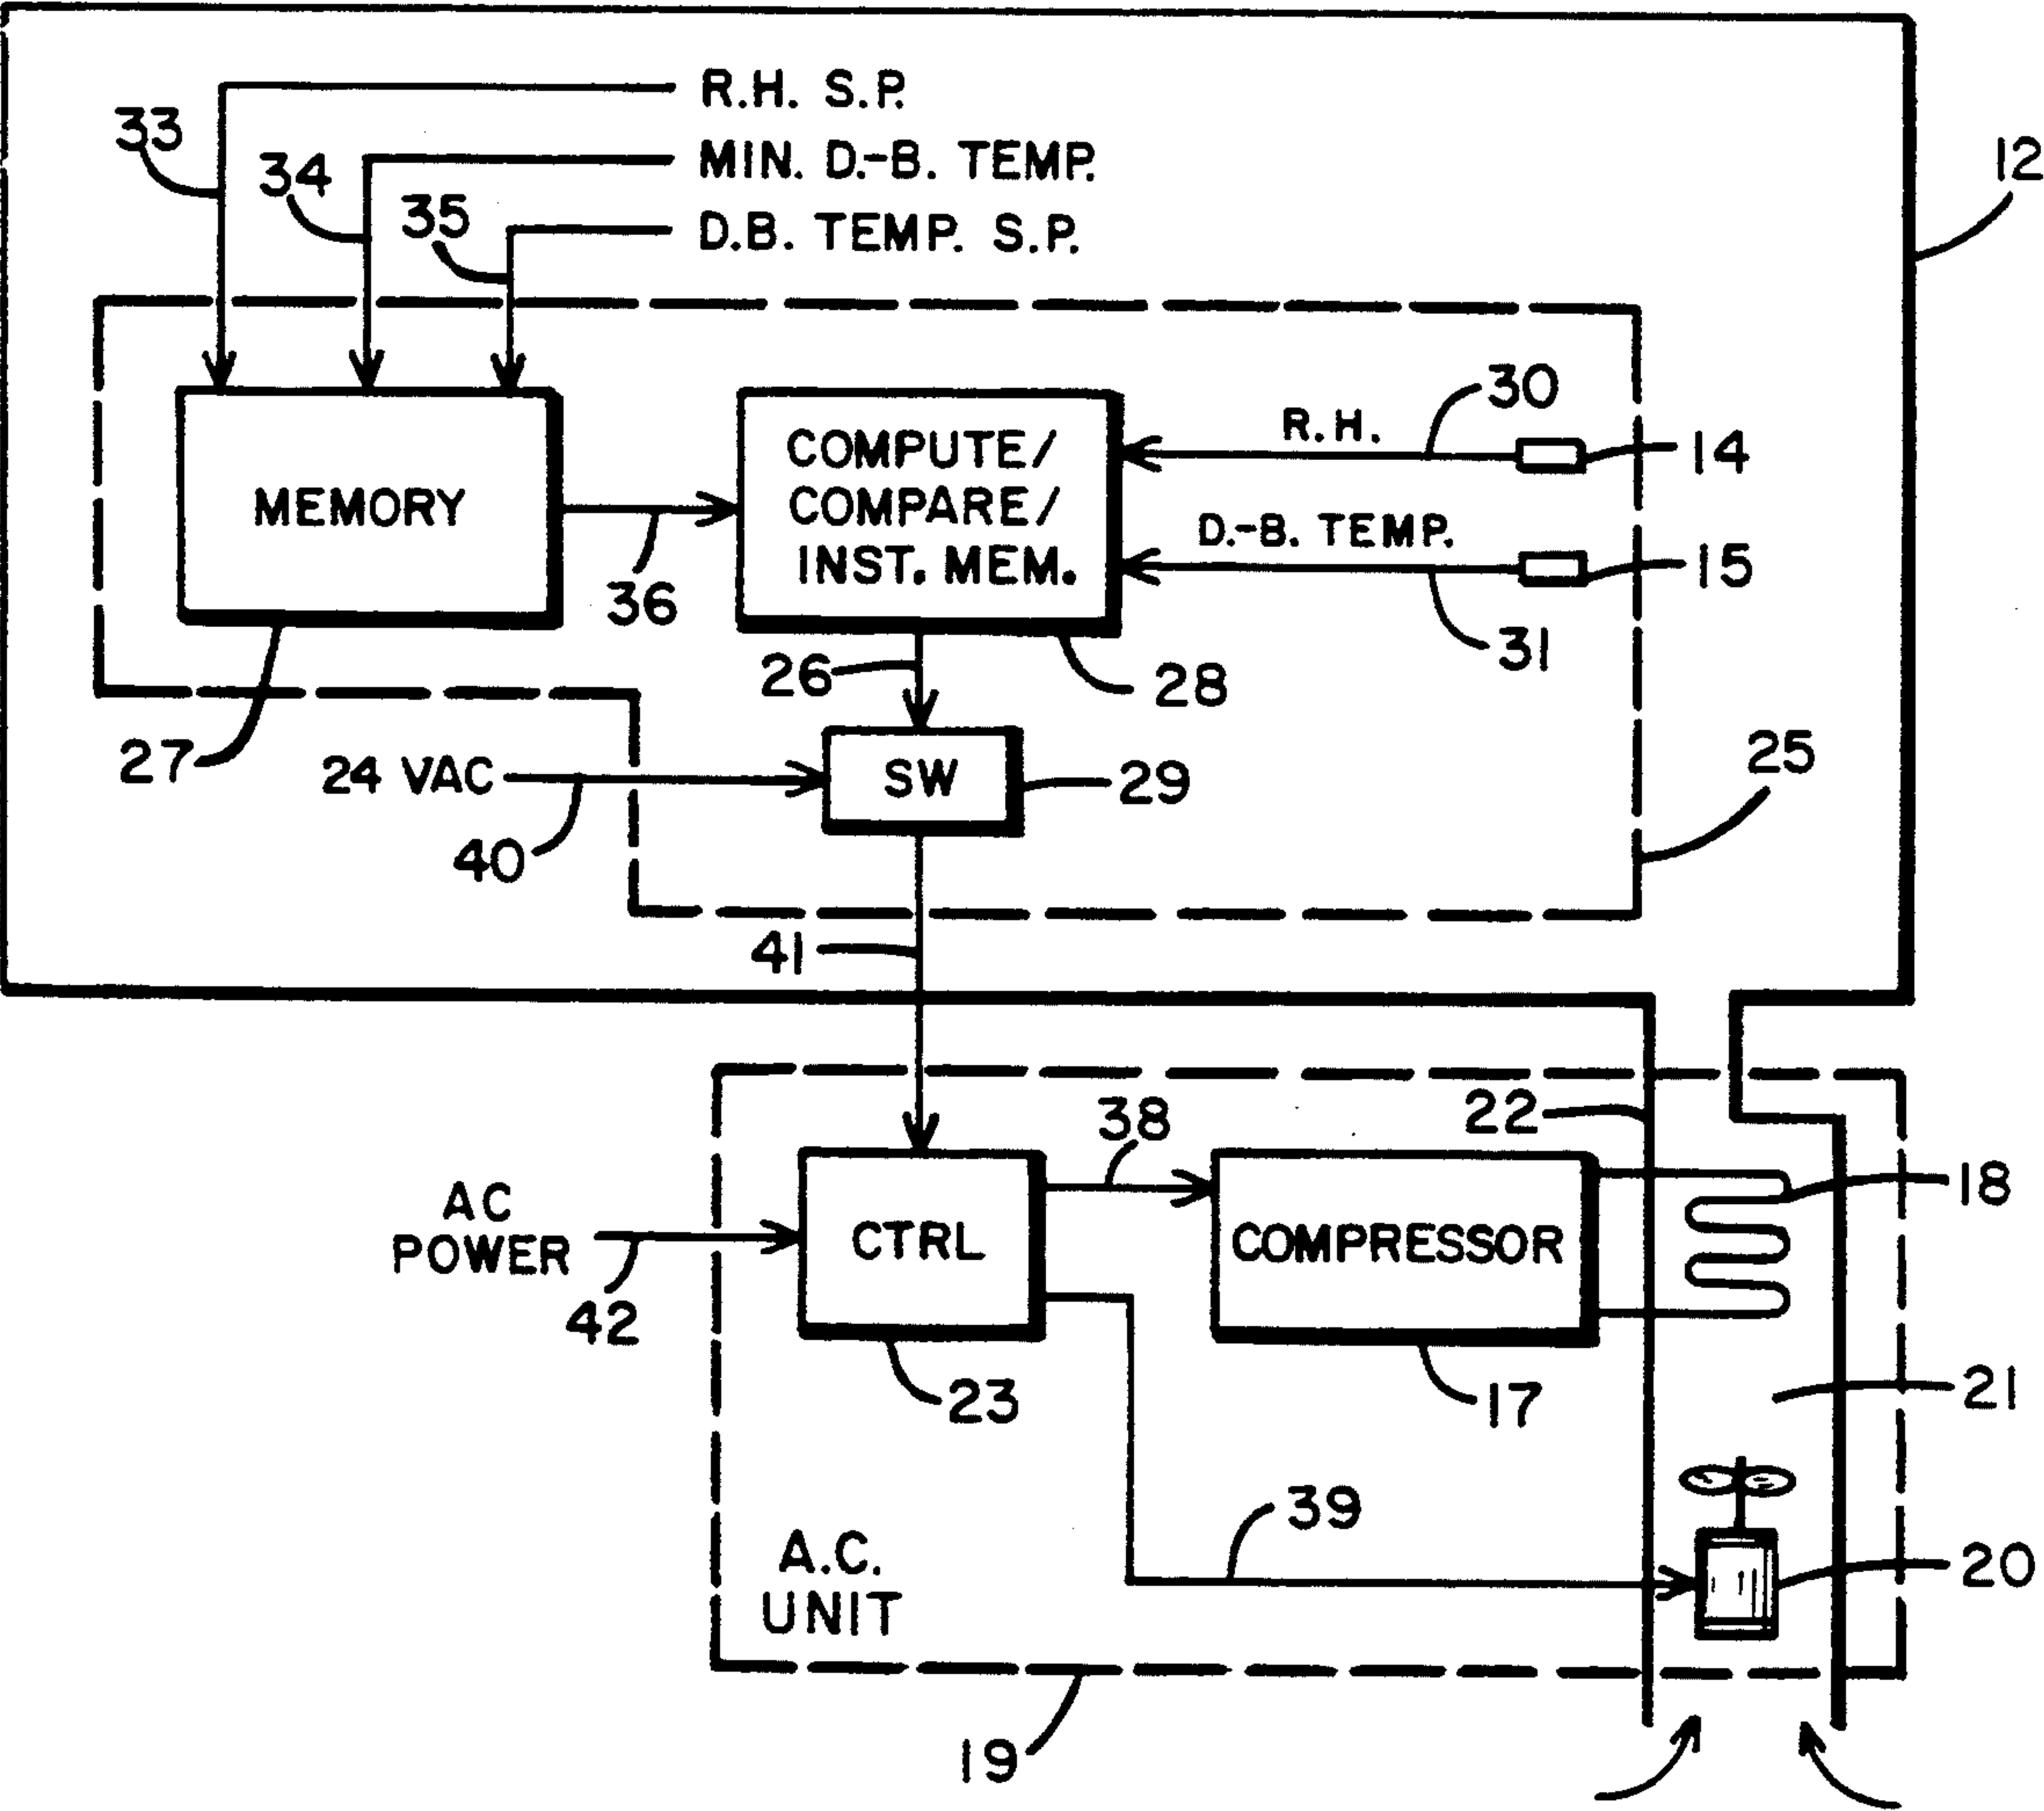 R.H. S.P.
33
MIN. D.-B. TEMP.
12
34
35
D.B. TEMP. S.P.
30
R.H.
14
COMPUTE/
COMPARE/
INST. MEM.
MEMORY
D.-B. TEMP.
15
36
31
26
28
27
24 VAC
SW
29
25
40
41
22
38
18
AC
POWER
CTRL
COMPRESSOR
42
23
17
21
39
A.C.
UNIT
20
19